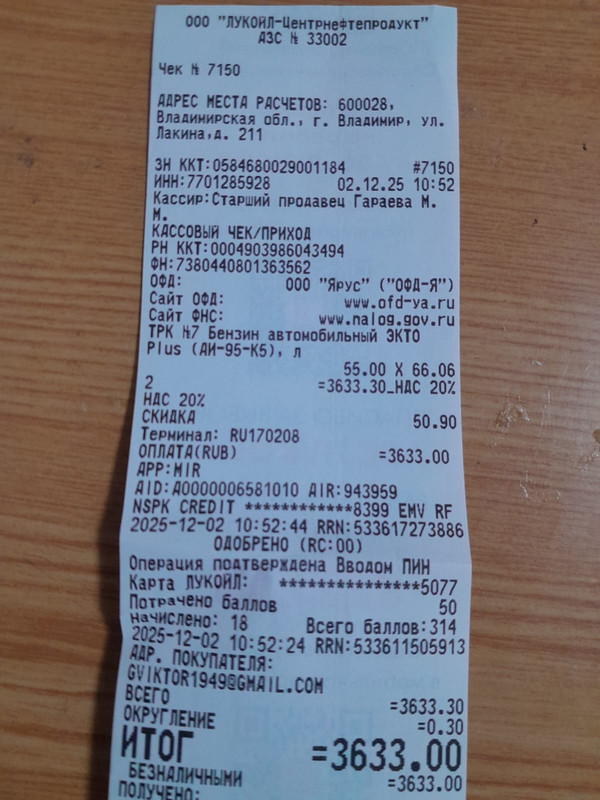 ООО "ЛУКОЙЛ-Центрнефтепродукт"
АЗС № 33002
Чек № 7150
АДРЕС МЕСТА РАСЧЕТОВ: 600028,
Владимирская обл., г. Владимир, ул.
Лакина,д. 211
ЗН ККТ:0584680029001184 #7150
ИНН:7701285928 02.12.25 10:52
Кассир:Старший продавец Гараева М.
М.
КАССОВЫЙ ЧЕК/ПРИХОД
РН ККТ:0004903986043494
ФН:7380440801363562
ОФД: ООО "Ярус" ("ОФД-Я")
Сайт ОФД: www.ofd-ya.ru
Сайт ФНС: www.nalog.gov.ru
ТРК №7 Бензин автомобильный ЭКТО
Plus (АИ-95-К5), л
55.00 X 66.06
2 =3633.30_НДС 20%
НДС 20%
СКИДКА 50.90
Терминал: RU170208
ОПЛАТА(RUB) =3633.00
APP:MIR
AID:A0000006581010 AIR:943959
NSPK CREDIT ************8399 EMV RF
2025-12-02 10:52:44 RRN:533617273886
ОДОБРЕНО (RC:00)
Операция подтверждена Вводом ПИН
Карта ЛУКОЙЛ: ***************5077
Потрачено баллов 50
Начислено: 18 Всего баллов:314
2025-12-02 10:52:24 RRN:533611505913
АДР. ПОКУПАТЕЛЯ:
GVIKTOR1949@GMAIL.COM
ВСЕГО =3633.30
ОКРУГЛЕНИЕ =0.30
ИТОГ =3633.00
БЕЗНАЛИЧНЫМИ =3633.00
ПОЛУЧЕНО: